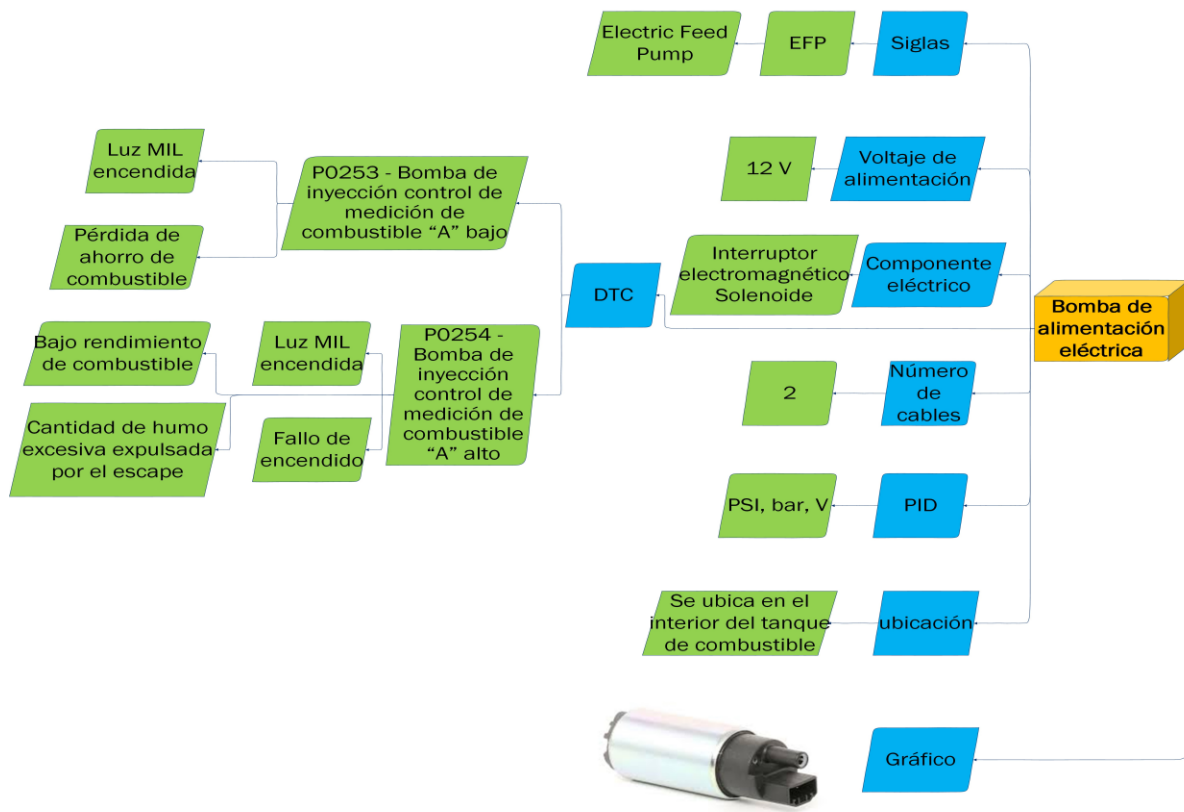 Electric Feed
Pump
EFP
Siglas
12 V
Voltaje de
alimentación
Interruptor
electromagnético
Solenoide
Componente
eléctrico
Bomba de
alimentación
eléctrica
DTC
P0253 - Bomba de
inyección control de
medición de
combustible “A” bajo
Luz MIL
encendida
Pérdida de
ahorro de
combustible
P0254 -
Bomba de
inyección
control de
medición de
combustible
“A” alto
Luz MIL
encendida
Fallo de
encendido
Bajo rendimiento
de combustible
Cantidad de humo
excesiva expulsada
por el escape
2
Número
de
cables
PSI, bar, V
PID
Se ubica en el
interior del tanque
de combustible
ubicación
Gráfico